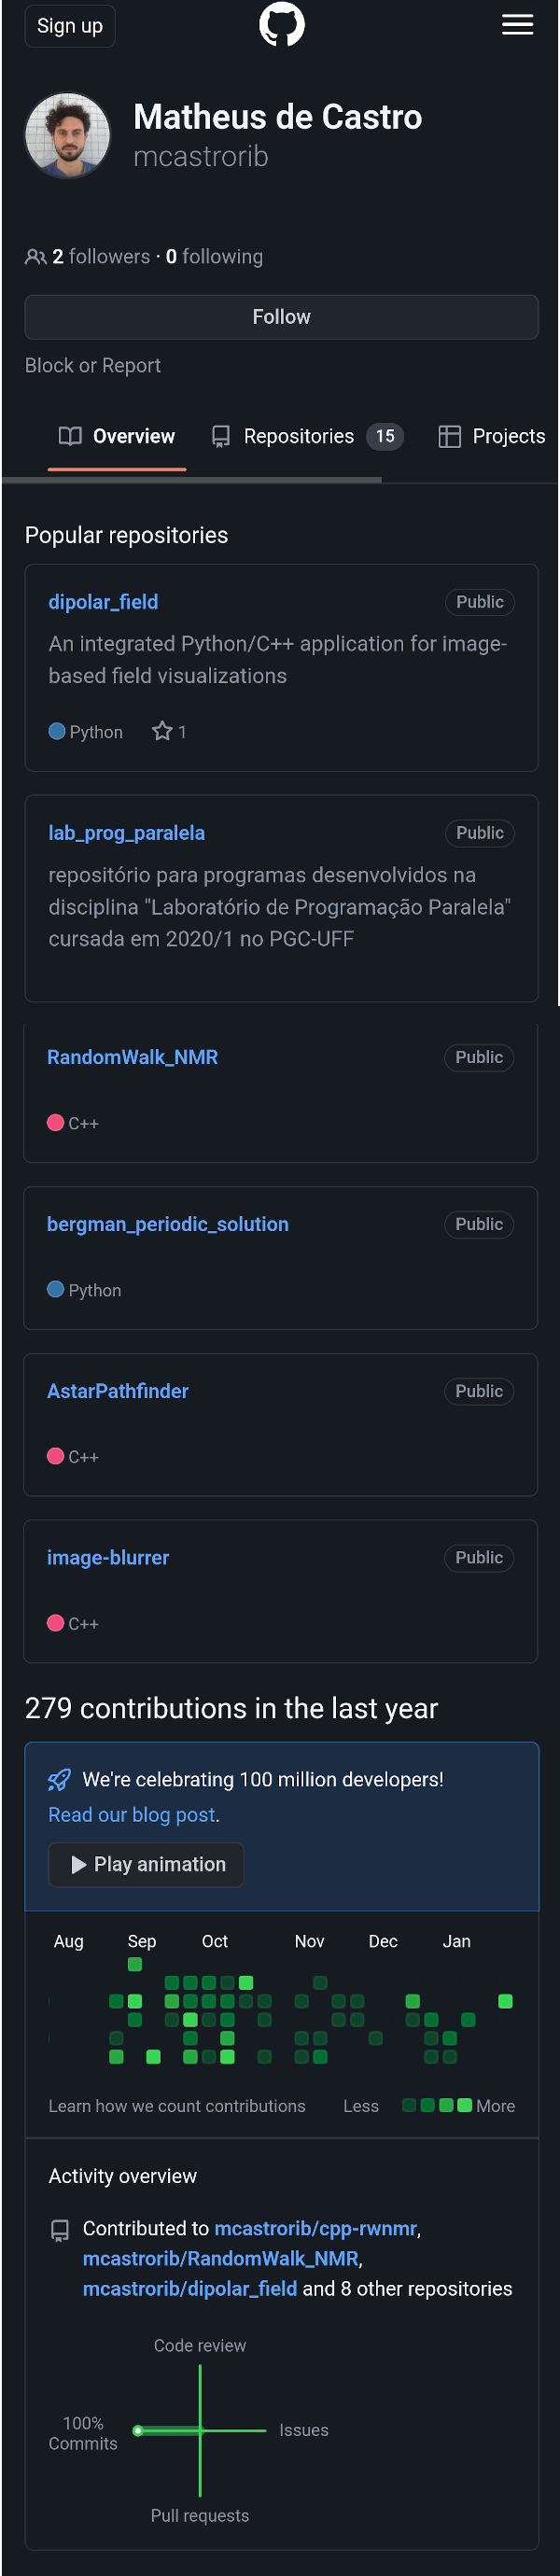 Sign up
Matheus de Castro
mcastrorib
2 followers · 0 following
Follow
Block or Report
Overview Repositories 15 Projects
Popular repositories
dipolar_field Public
An integrated Python/C++ application for image-
based field visualizations
Python 1
lab_prog_paralela Public
repositório para programas desenvolvidos na
disciplina "Laboratório de Programação Paralela"
cursada em 2020/1 no PGC-UFF
RandomWalk_NMR Public
C++
bergman_periodic_solution Public
Python
AstarPathfinder Public
C++
image-blurrer Public
C++
279 contributions in the last year
We're celebrating 100 million developers!
Read our blog post.
Play animation
Aug Sep Oct Nov Dec Jan
Learn how we count contributions Less More
Activity overview
Contributed to mcastrorib/cpp-rwnmr,
mcastrorib/RandomWalk_NMR,
mcastrorib/dipolar_field and 8 other repositories
Code review
100%
Commits
Issues
Pull requests